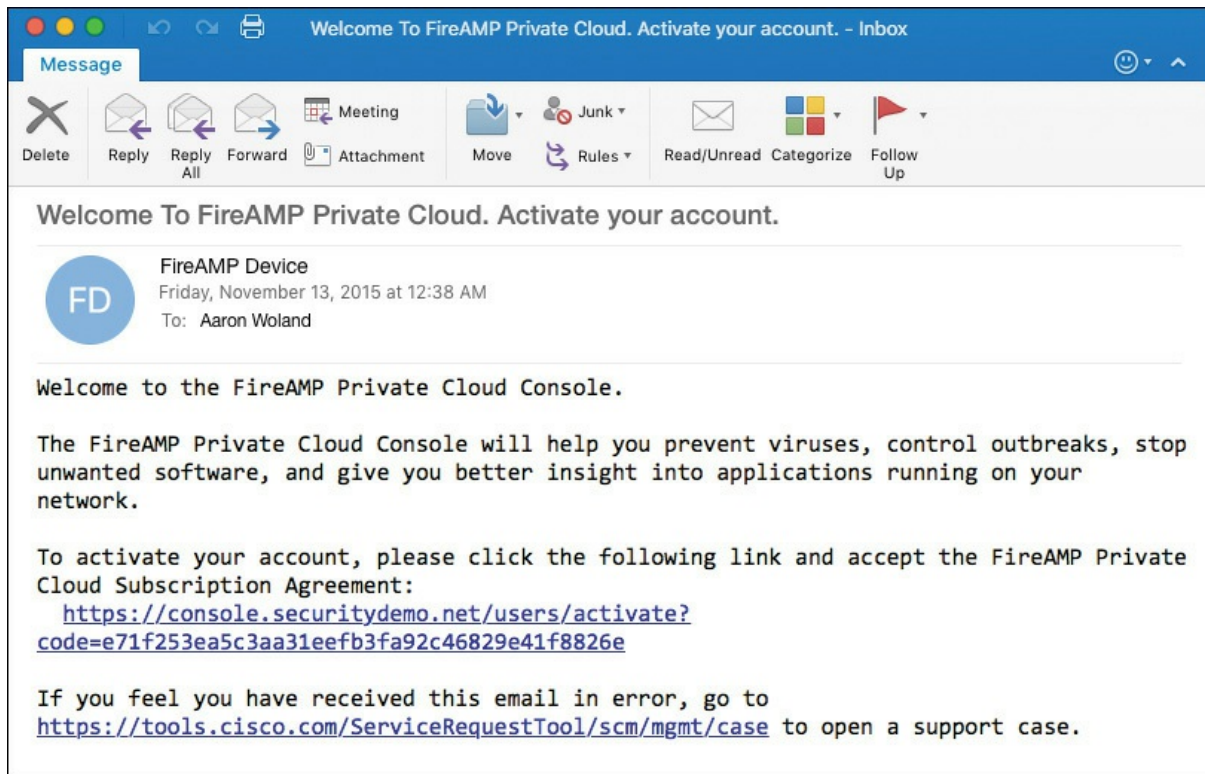 Welcome To FireAMP Private Cloud. Activate your account. – Inbox
Message
Delete
Reply
Reply All
Forward
Meeting
Attachment
Move
Junk
Rules
Read/Unread
Categorize
Follow Up
Welcome To FireAMP Private Cloud. Activate your account.
FD
FireAMP Device
Friday, November 13, 2015 at 12:38 AM
To: Aaron Woland
Welcome to the FireAMP Private Cloud Console.
The FireAMP Private Cloud Console will help you prevent viruses, control outbreaks, stop
unwanted software, and give you better insight into applications running on your
network.
To activate your account, please click the following link and accept the FireAMP Private
Cloud Subscription Agreement:
https://console.securitydemo.net/users/activate?
code=e71f253ea5c3aa31eefb3fa92c46829e41f8826e
If you feel you have received this email in error, go to
https://tools.cisco.com/ServiceRequestTool/scm/mgmt/case to open a support case.